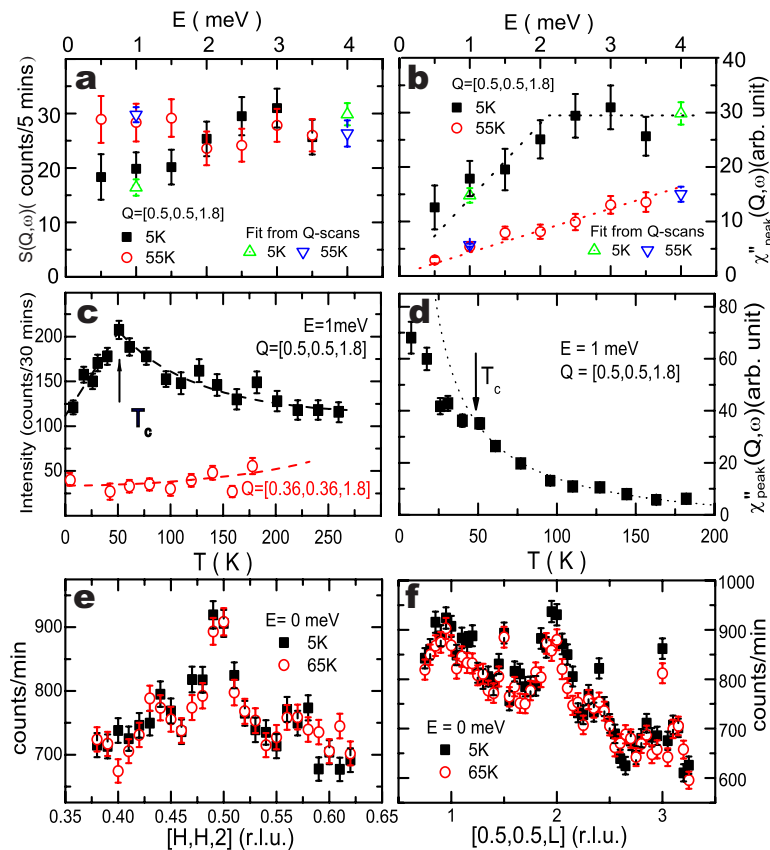 E ( meV)
E ( meV)
0 1 2 3 4
0 1 2 3 4
a
b
S(Q,ω)( counts/5 mins)
0
10
20
30
40
Q=[0.5,0.5,1.8]
5K
55K
Fit from Q-scans
5K 55K
Q=[0.5,0.5,1.8]
5K
55K
Fit from Q-scans
5K 55K
40
30
20
10
0
χ"peak(Q,ω)(arb. unit)
c
d
Intensity (counts/30 mins)
200
150
100
50
0
E=1meV
Q=[0.5,0.5,1.8]
Tc
Q=[0.36,0.36,1.8]
0 50 100 150 200 250
T ( K )
E = 1 meV
Q = [0.5,0.5,1.8]
Tc
80
60
40
20
0
χ"peak(Q,ω)(arb. unit)
0 50 100 150 200
T ( K )
e
f
counts/min
900
800
700
E= 0 meV
5K
65K
0.35 0.40 0.45 0.50 0.55 0.60 0.65
[H,H,2] (r.l.u.)
E = 0 meV
5K
65K
1000
900
800
700
600
counts/min
1 2 3
[0.5,0.5,L] (r.l.u.)